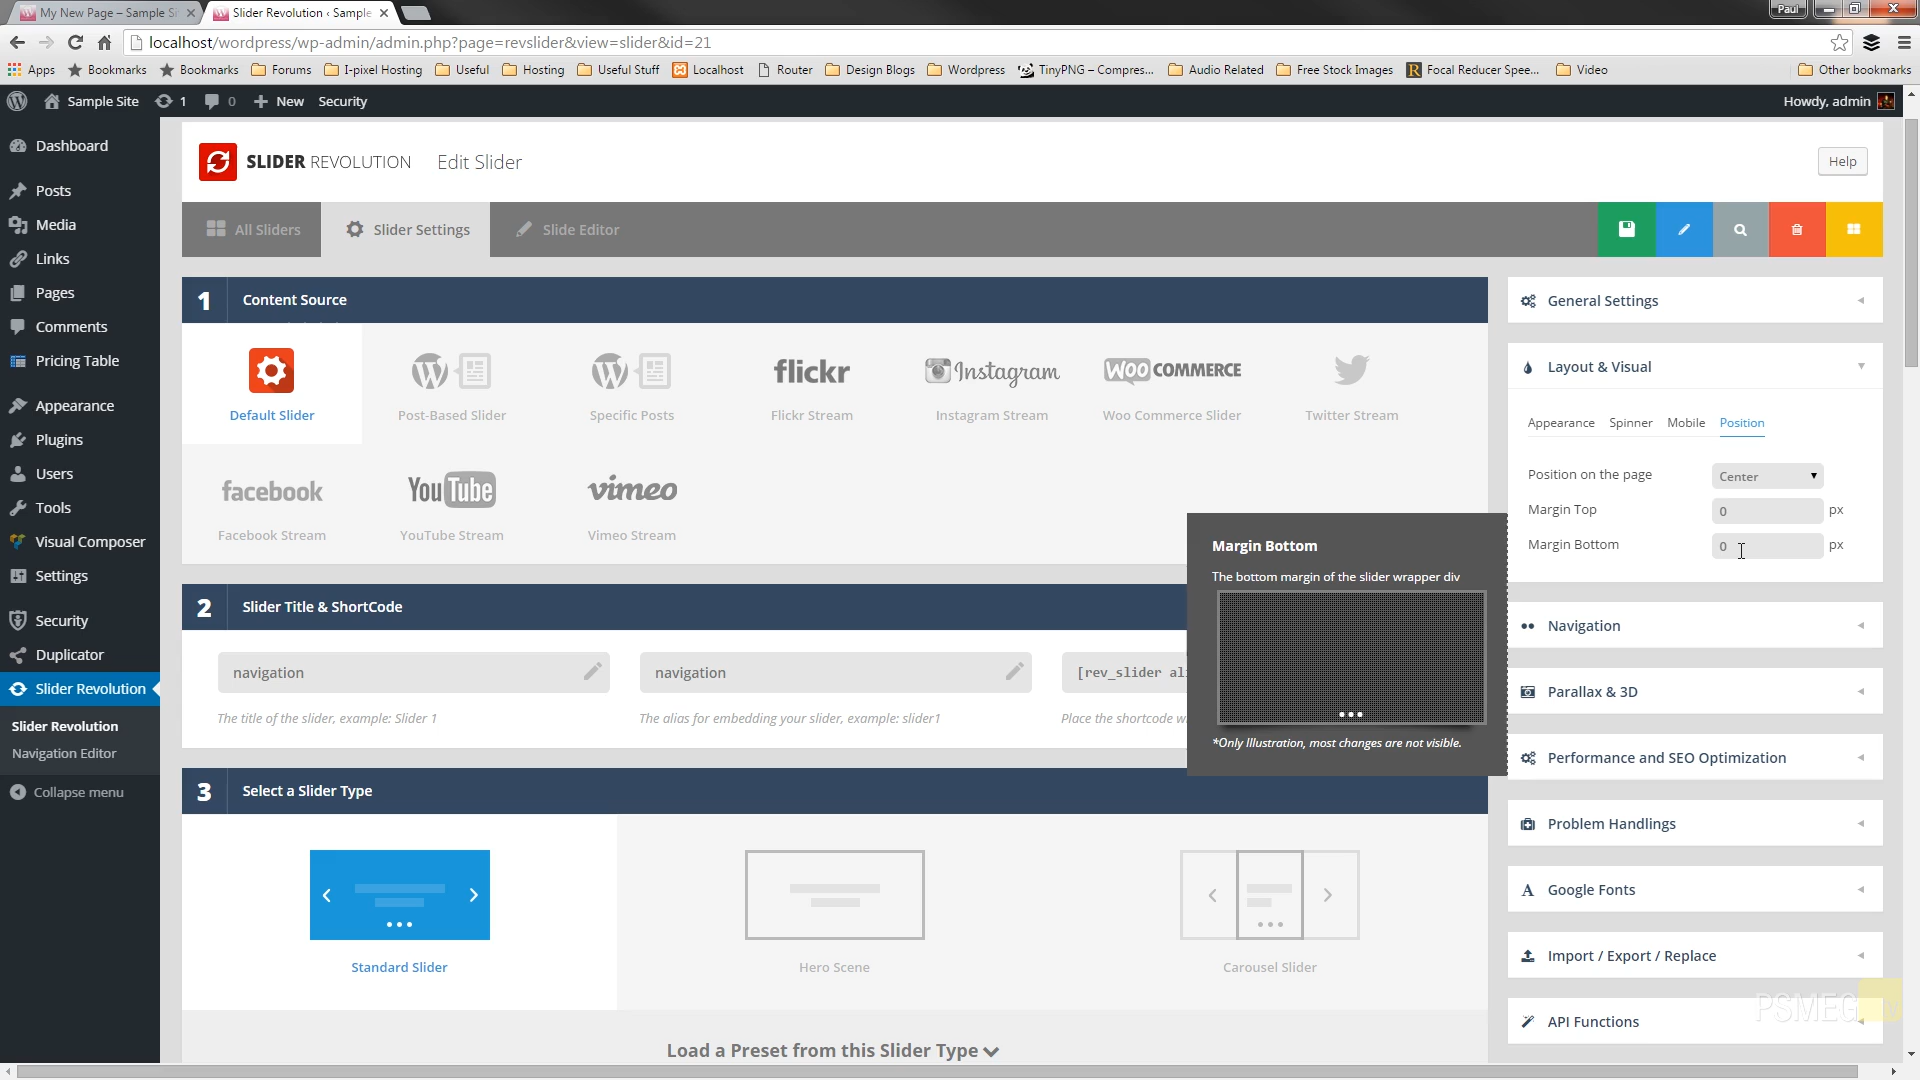 My New Page – Sample Si
Slider Revolution ‹ Sample
Paul
localhost/wordpress/wp-admin/admin.php?page=revslider&view=slider&id=21
Apps
Bookmarks
Bookmarks
Forums
I-pixel Hosting
Useful
Hosting
Useful Stuff
Localhost
Router
Design Blogs
Wordpress
TinyPNG – Compres...
Audio Related
Free Stock Images
Focal Reducer Spee...
Video
Other bookmarks
Sample Site
1
0
New
Security
Howdy, admin
Dashboard
Posts
Media
Links
Pages
Comments
Pricing Table
Appearance
Plugins
Users
Tools
Visual Composer
Settings
Security
Duplicator
Slider Revolution
Slider Revolution
Navigation Editor
Collapse menu
SLIDER REVOLUTION
Edit Slider
Help
All Sliders
Slider Settings
Slide Editor
1
Content Source
Default Slider
Post-Based Slider
Specific Posts
flickr
Flickr Stream
Instagram
Instagram Stream
WOO COMMERCE
Woo Commerce Slider
Twitter Stream
facebook
Facebook Stream
YouTube
YouTube Stream
vimeo
Vimeo Stream
2
Slider Title & ShortCode
navigation
The title of the slider, example: Slider 1
navigation
The alias for embedding your slider, example: slider1
[rev_slider ali
Place the shortcode w
3
Select a Slider Type
Standard Slider
Hero Scene
Carousel Slider
Load a Preset from this Slider Type
Margin Bottom
The bottom margin of the slider wrapper div
*Only Illustration, most changes are not visible.
General Settings
Layout & Visual
Appearance
Spinner
Mobile
Position
Position on the page
Center
Margin Top
0
px
Margin Bottom
0
px
Navigation
Parallax & 3D
Performance and SEO Optimization
Problem Handlings
Google Fonts
Import / Export / Replace
API Functions
PSMEG